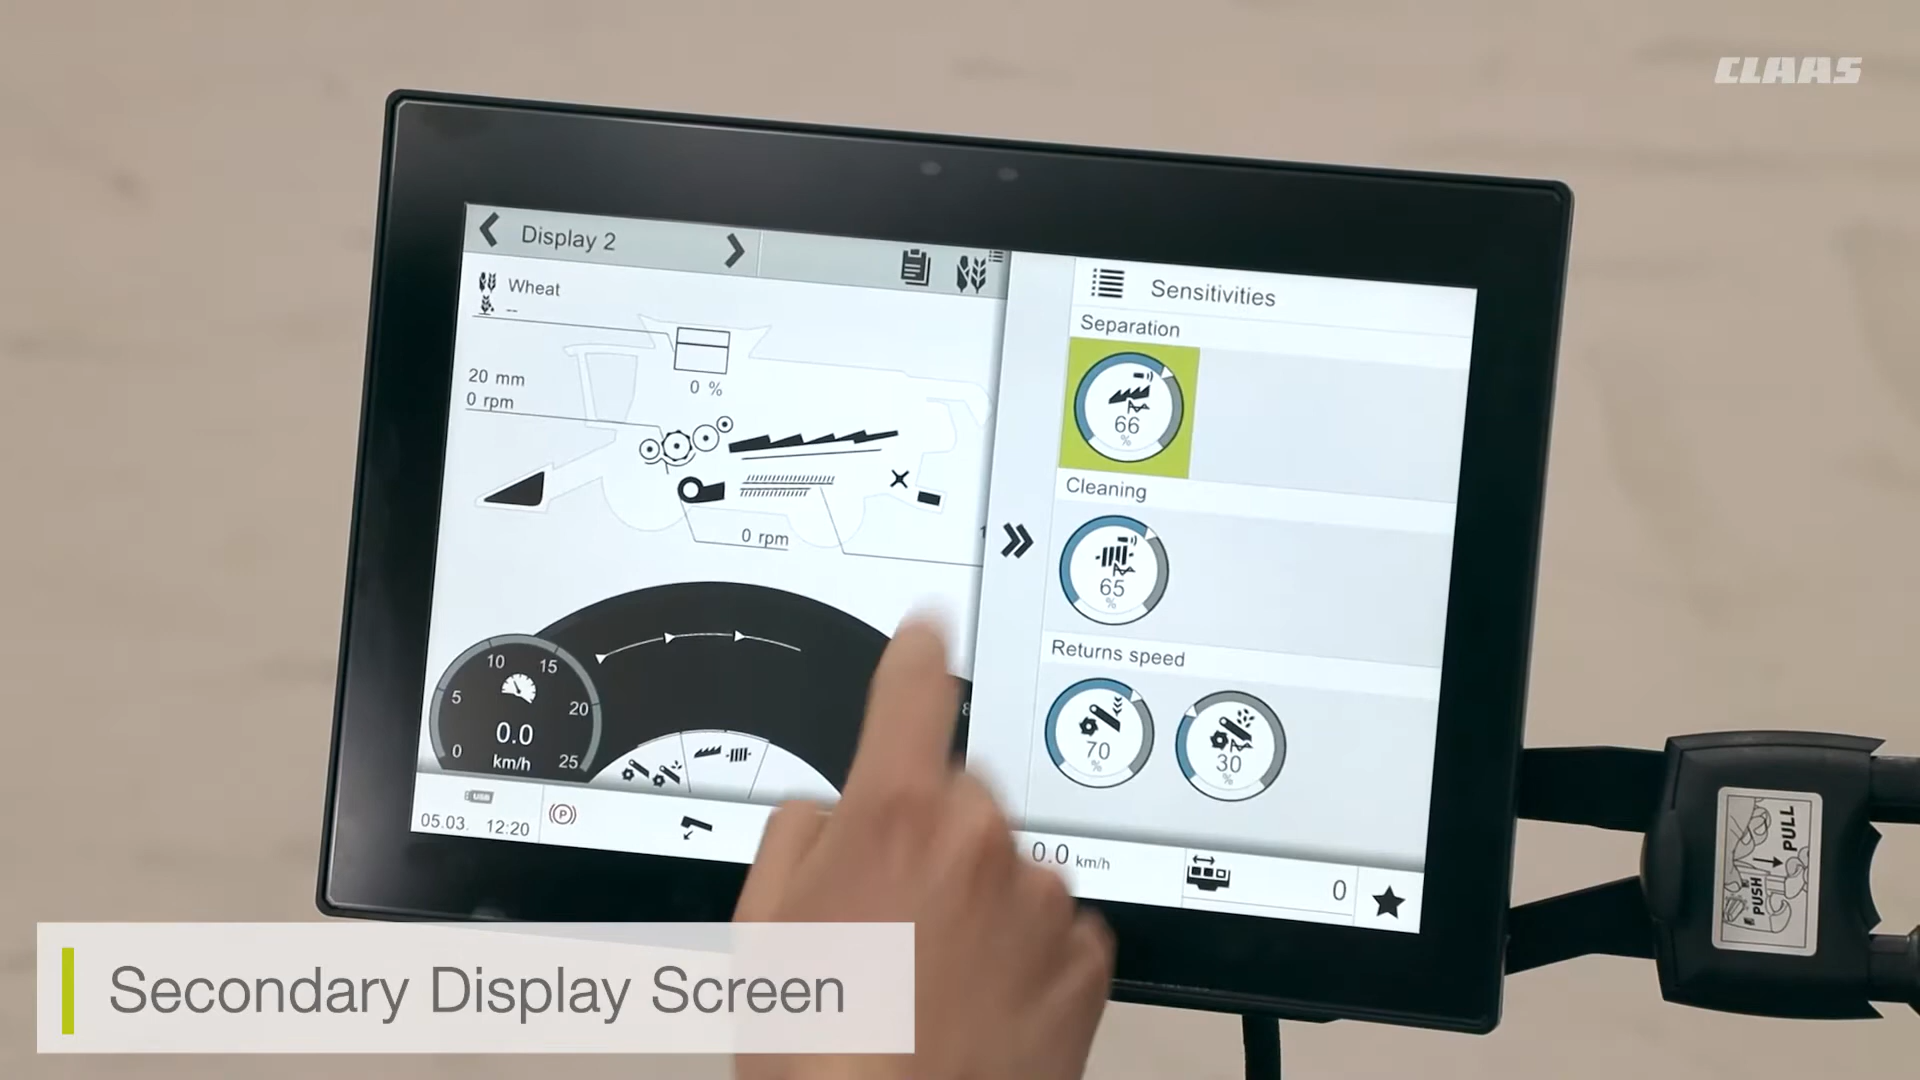 CLAAS
Display 2
Wheat
--
20 mm
0 rpm
0 %
0 rpm
1
5
10
15
20
25
0
0.0
km/h
8
USB
05.03. 12:20
P
Sensitivities
Separation
66
%
Cleaning
65
%
Returns speed
70
%
30
%
0.0 km/h
0
PUSH
PULL
Secondary Display Screen